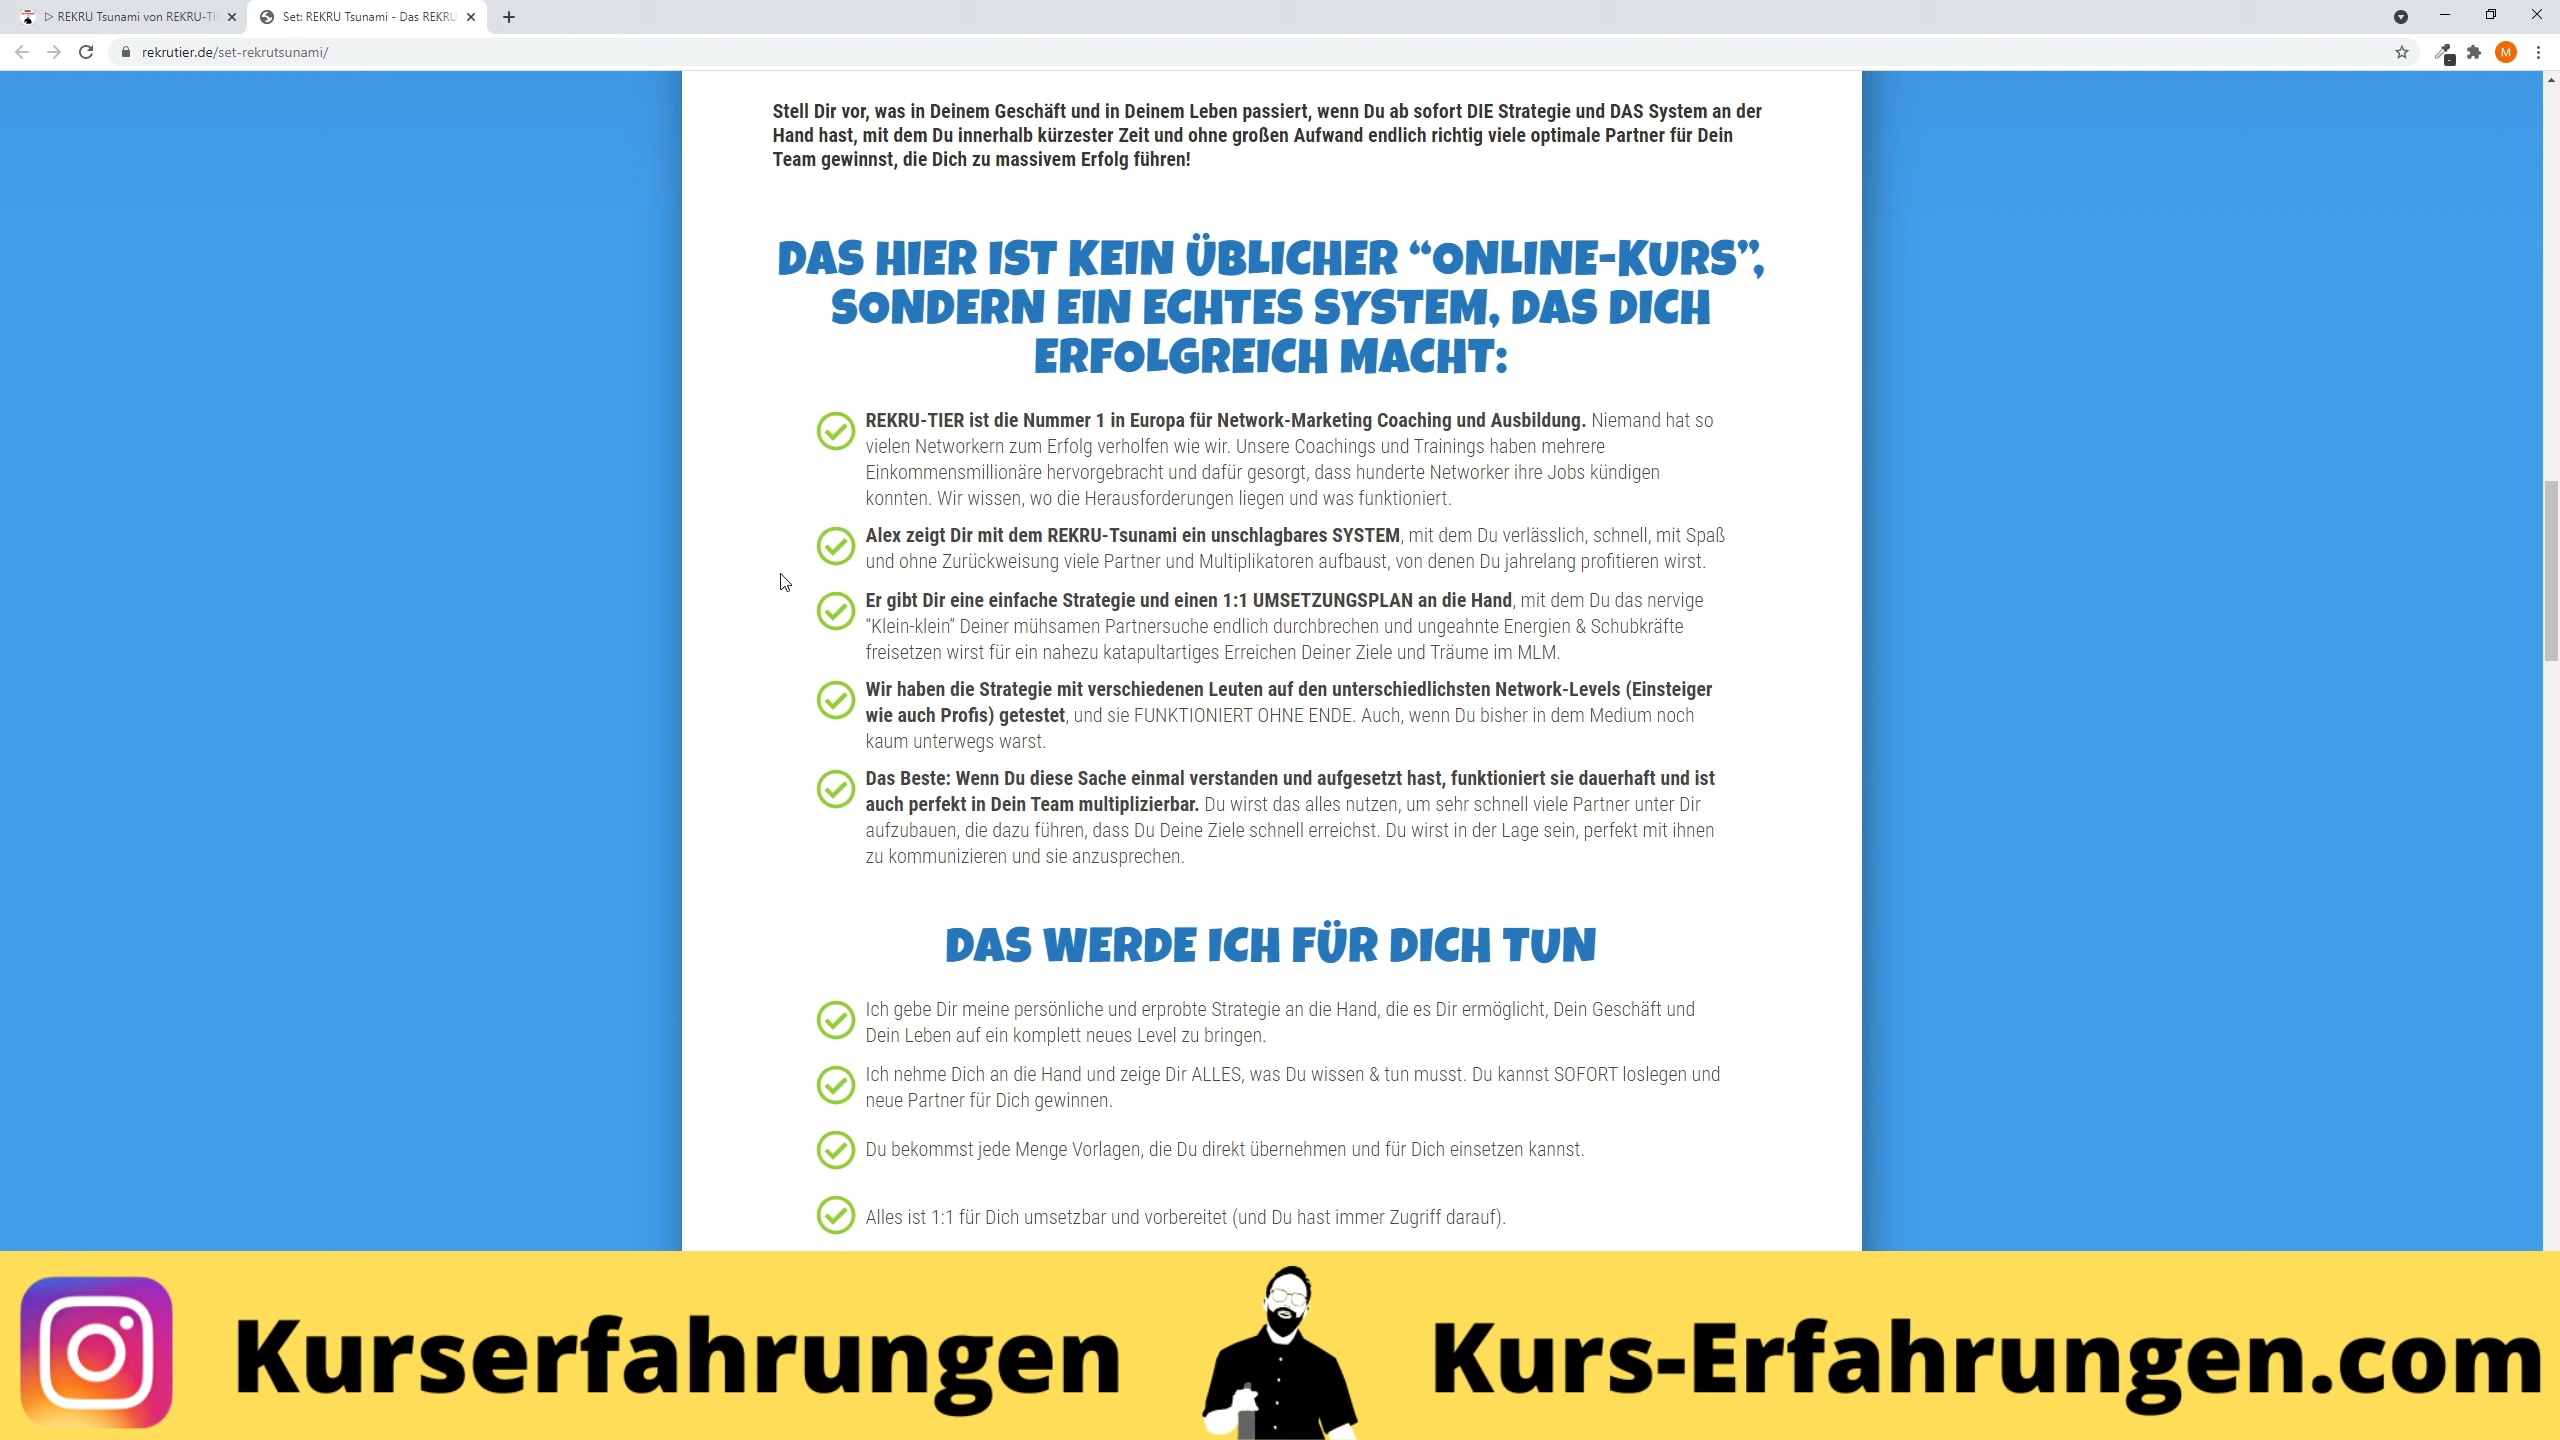 ▷ REKRU Tsunami von REKRU-TI
Set: REKRU Tsunami - Das REKRU
rekrutier.de/set-rekrutsunami/
M
Stell Dir vor, was in Deinem Geschäft und in Deinem Leben passiert, wenn Du ab sofort DIE Strategie und DAS System an der
Hand hast, mit dem Du innerhalb kürzester Zeit und ohne großen Aufwand endlich richtig viele optimale Partner für Dein
Team gewinnst, die Dich zu massivem Erfolg führen!
DAS HIER IST KEIN ÜBLICHER “ONLINE-KURS”,
SONDERN EIN ECHTES SYSTEM, DAS DICH
ERFOLGREICH MACHT:
REKRU-TIER ist die Nummer 1 in Europa für Network-Marketing Coaching und Ausbildung. Niemand hat so
vielen Networkern zum Erfolg verholfen wie wir. Unsere Coachings und Trainings haben mehrere
Einkommensmillionäre hervorgebracht und dafür gesorgt, dass hunderte Networker ihre Jobs kündigen
konnten. Wir wissen, wo die Herausforderungen liegen und was funktioniert.
Alex zeigt Dir mit dem REKRU-Tsunami ein unschlagbares SYSTEM, mit dem Du verlässlich, schnell, mit Spaß
und ohne Zurückweisung viele Partner und Multiplikatoren aufbaust, von denen Du jahrelang profitieren wirst.
Er gibt Dir eine einfache Strategie und einen 1:1 UMSETZUNGSPLAN an die Hand, mit dem Du das nervige
“Klein-klein” Deiner mühsamen Partnersuche endlich durchbrechen und ungeahnte Energien & Schubkräfte
freisetzen wirst für ein nahezu katapultartiges Erreichen Deiner Ziele und Träume im MLM.
Wir haben die Strategie mit verschiedenen Leuten auf den unterschiedlichsten Network-Levels (Einsteiger
wie auch Profis) getestet, und sie FUNKTIONIERT OHNE ENDE. Auch, wenn Du bisher in dem Medium noch
kaum unterwegs warst.
Das Beste: Wenn Du diese Sache einmal verstanden und aufgesetzt hast, funktioniert sie dauerhaft und ist
auch perfekt in Dein Team multiplizierbar. Du wirst das alles nutzen, um sehr schnell viele Partner unter Dir
aufzubauen, die dazu führen, dass Du Deine Ziele schnell erreichst. Du wirst in der Lage sein, perfekt mit ihnen
zu kommunizieren und sie anzusprechen.
DAS WERDE ICH FÜR DICH TUN
Ich gebe Dir meine persönliche und erprobte Strategie an die Hand, die es Dir ermöglicht, Dein Geschäft und
Dein Leben auf ein komplett neues Level zu bringen.
Ich nehme Dich an die Hand und zeige Dir ALLES, was Du wissen & tun musst. Du kannst SOFORT loslegen und
neue Partner für Dich gewinnen.
Du bekommst jede Menge Vorlagen, die Du direkt übernehmen und für Dich einsetzen kannst.
Alles ist 1:1 für Dich umsetzbar und vorbereitet (und Du hast immer Zugriff darauf).
Kurserfahrungen
Kurs-Erfahrungen.com